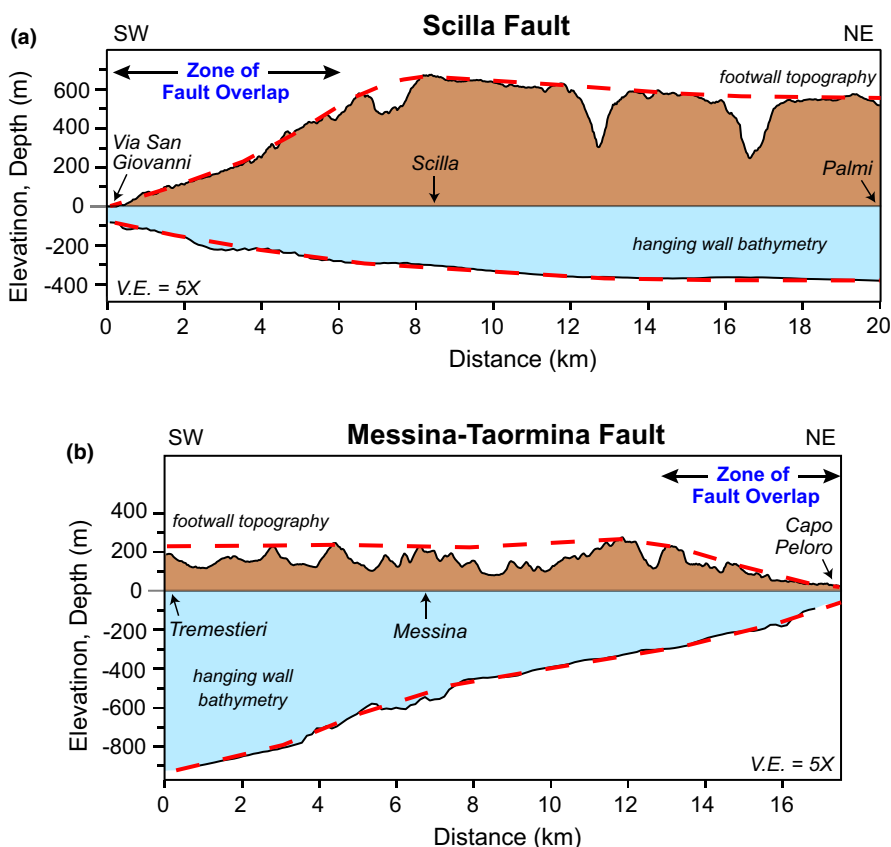 (a)
Scilla Fault
SW
NE
Zone of
Fault Overlap
footwall topography
Via San
Giovanni
Scilla
Palmi
hanging wall bathymetry
V.E. = 5X
Elevatinon, Depth (m)
600
400
200
0
-200
-400
0 2 4 6 8 10 12 14 16 18 20
Distance (km)
(b)
Messina-Taormina Fault
SW
NE
Zone of
Fault Overlap
footwall topography
Capo
Peloro
Tremestieri
Messina
hanging wall
bathymetry
V.E. = 5X
Elevatinon, Depth (m)
400
200
0
-200
-400
-600
-800
0 2 4 6 8 10 12 14 16
Distance (km)